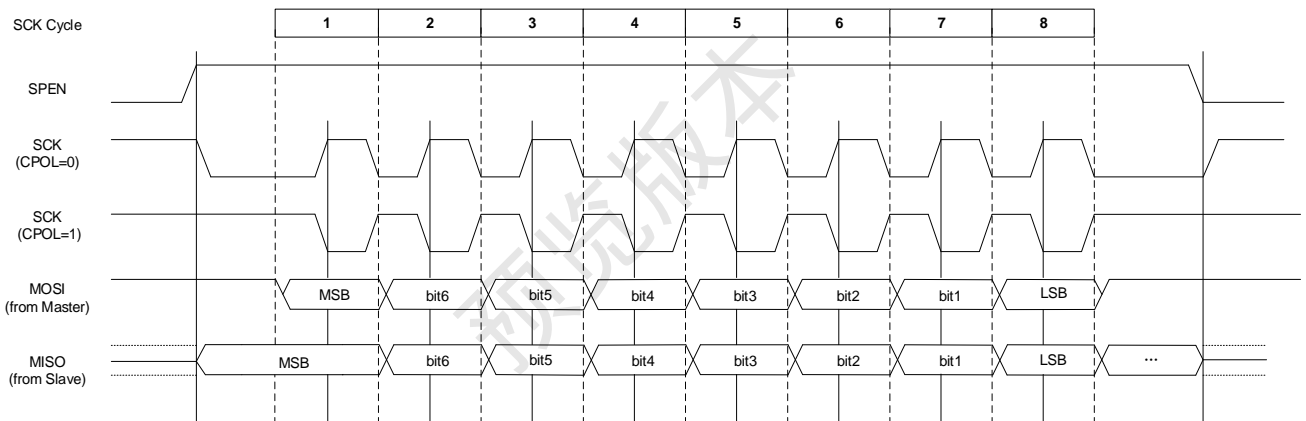 SCK Cycle 1 2 3 4 5 6 7 8
SPEN
SCK
(CPOL=0)
SCK
(CPOL=1)
MOSI
(from Master)
MSB bit6 bit5 bit4 bit3 bit2 bit1 LSB
MISO
(from Slave)
MSB bit6 bit5 bit4 bit3 bit2 bit1 LSB ...
预览版本